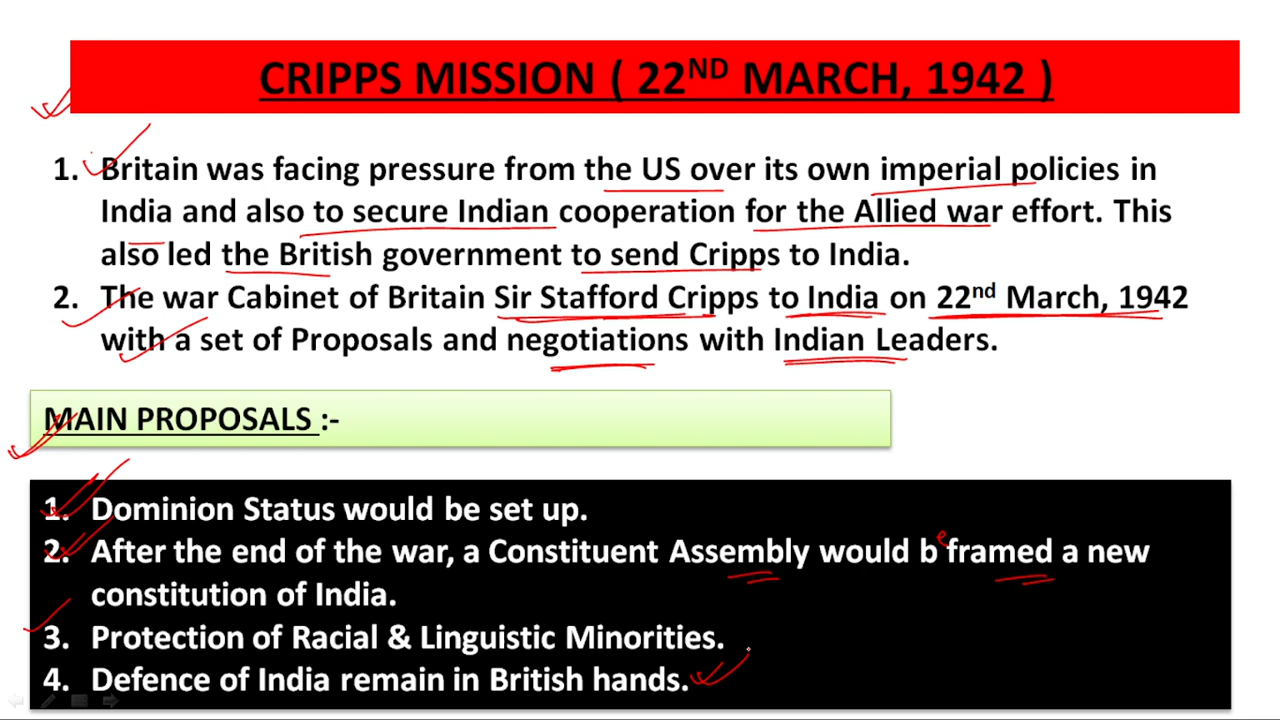 CRIPPS MISSION ( 22ND MARCH, 1942 )
1. Britain was facing pressure from the US over its own imperial policies in
India and also to secure Indian cooperation for the Allied war effort. This
also led the British government to send Cripps to India.
2. The war Cabinet of Britain Sir Stafford Cripps to India on 22nd March, 1942
with a set of Proposals and negotiations with Indian Leaders.
MAIN PROPOSALS :-
1. Dominion Status would be set up.
2. After the end of the war, a Constituent Assembly would be framed a new
constitution of India.
3. Protection of Racial & Linguistic Minorities.
4. Defence of India remain in British hands.